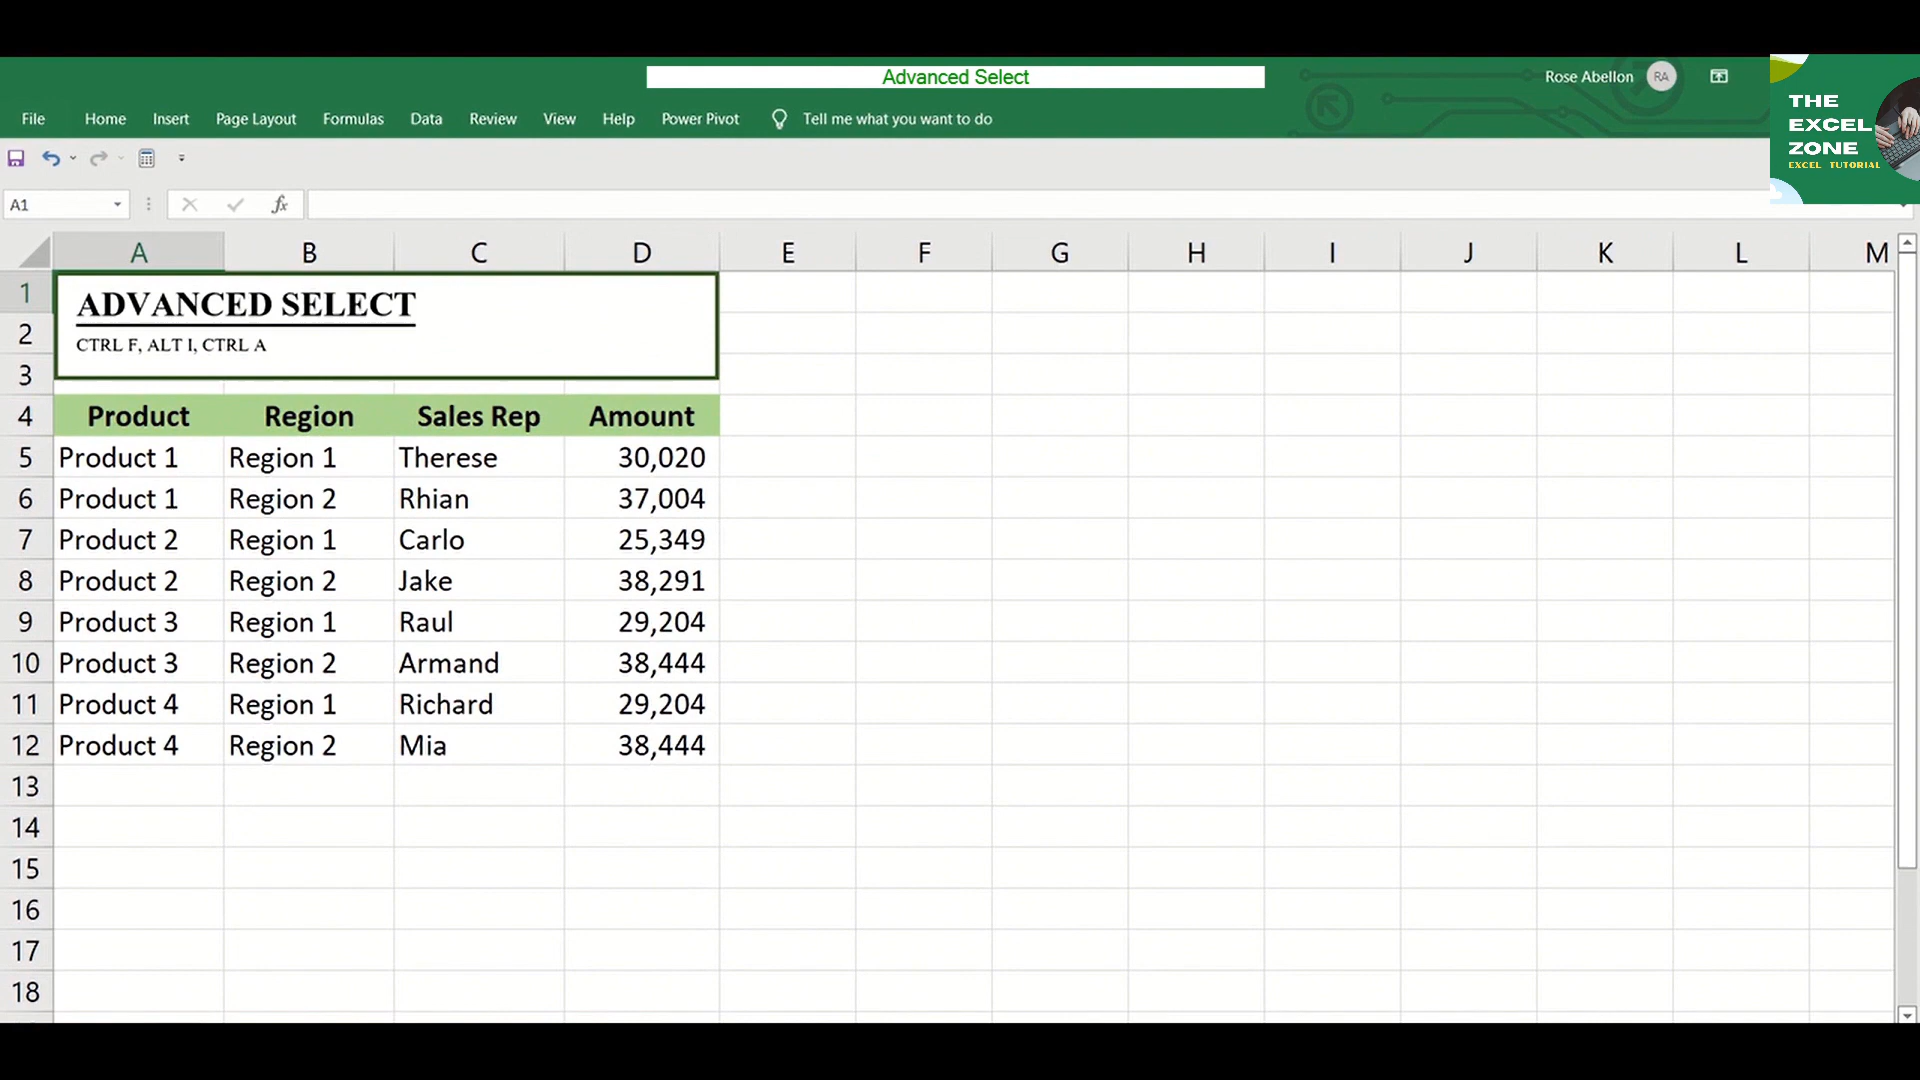 Advanced Select
Rose Abellon RA
File Home Insert Page Layout Formulas Data Review View Help Power Pivot Tell me what you want to do
THE
EXCEL
ZONE
EXCEL TUTORIAL
A1 fx
A B C D E F G H I J K L M
1
ADVANCED SELECT
2
CTRL F, ALT I, CTRL A
3
4 Product Region Sales Rep Amount
5 Product 1 Region 1 Therese 30,020
6 Product 1 Region 2 Rhian 37,004
7 Product 2 Region 1 Carlo 25,349
8 Product 2 Region 2 Jake 38,291
9 Product 3 Region 1 Raul 29,204
10 Product 3 Region 2 Armand 38,444
11 Product 4 Region 1 Richard 29,204
12 Product 4 Region 2 Mia 38,444
13
14
15
16
17
18